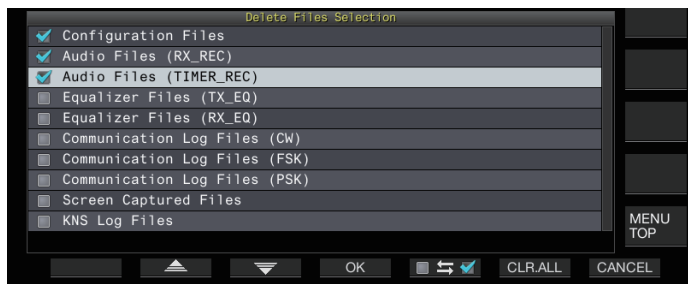 Delete Files Selection
Configuration Files
Audio Files (RX_REC)
Audio Files (TIMER_REC)
Equalizer Files (TX_EQ)
Equalizer Files (RX_EQ)
Communication Log Files (CW)
Communication Log Files (FSK)
Communication Log Files (PSK)
Screen Captured Files
KNS Log Files
MENU
TOP
OK
CLR.ALL
CANCEL